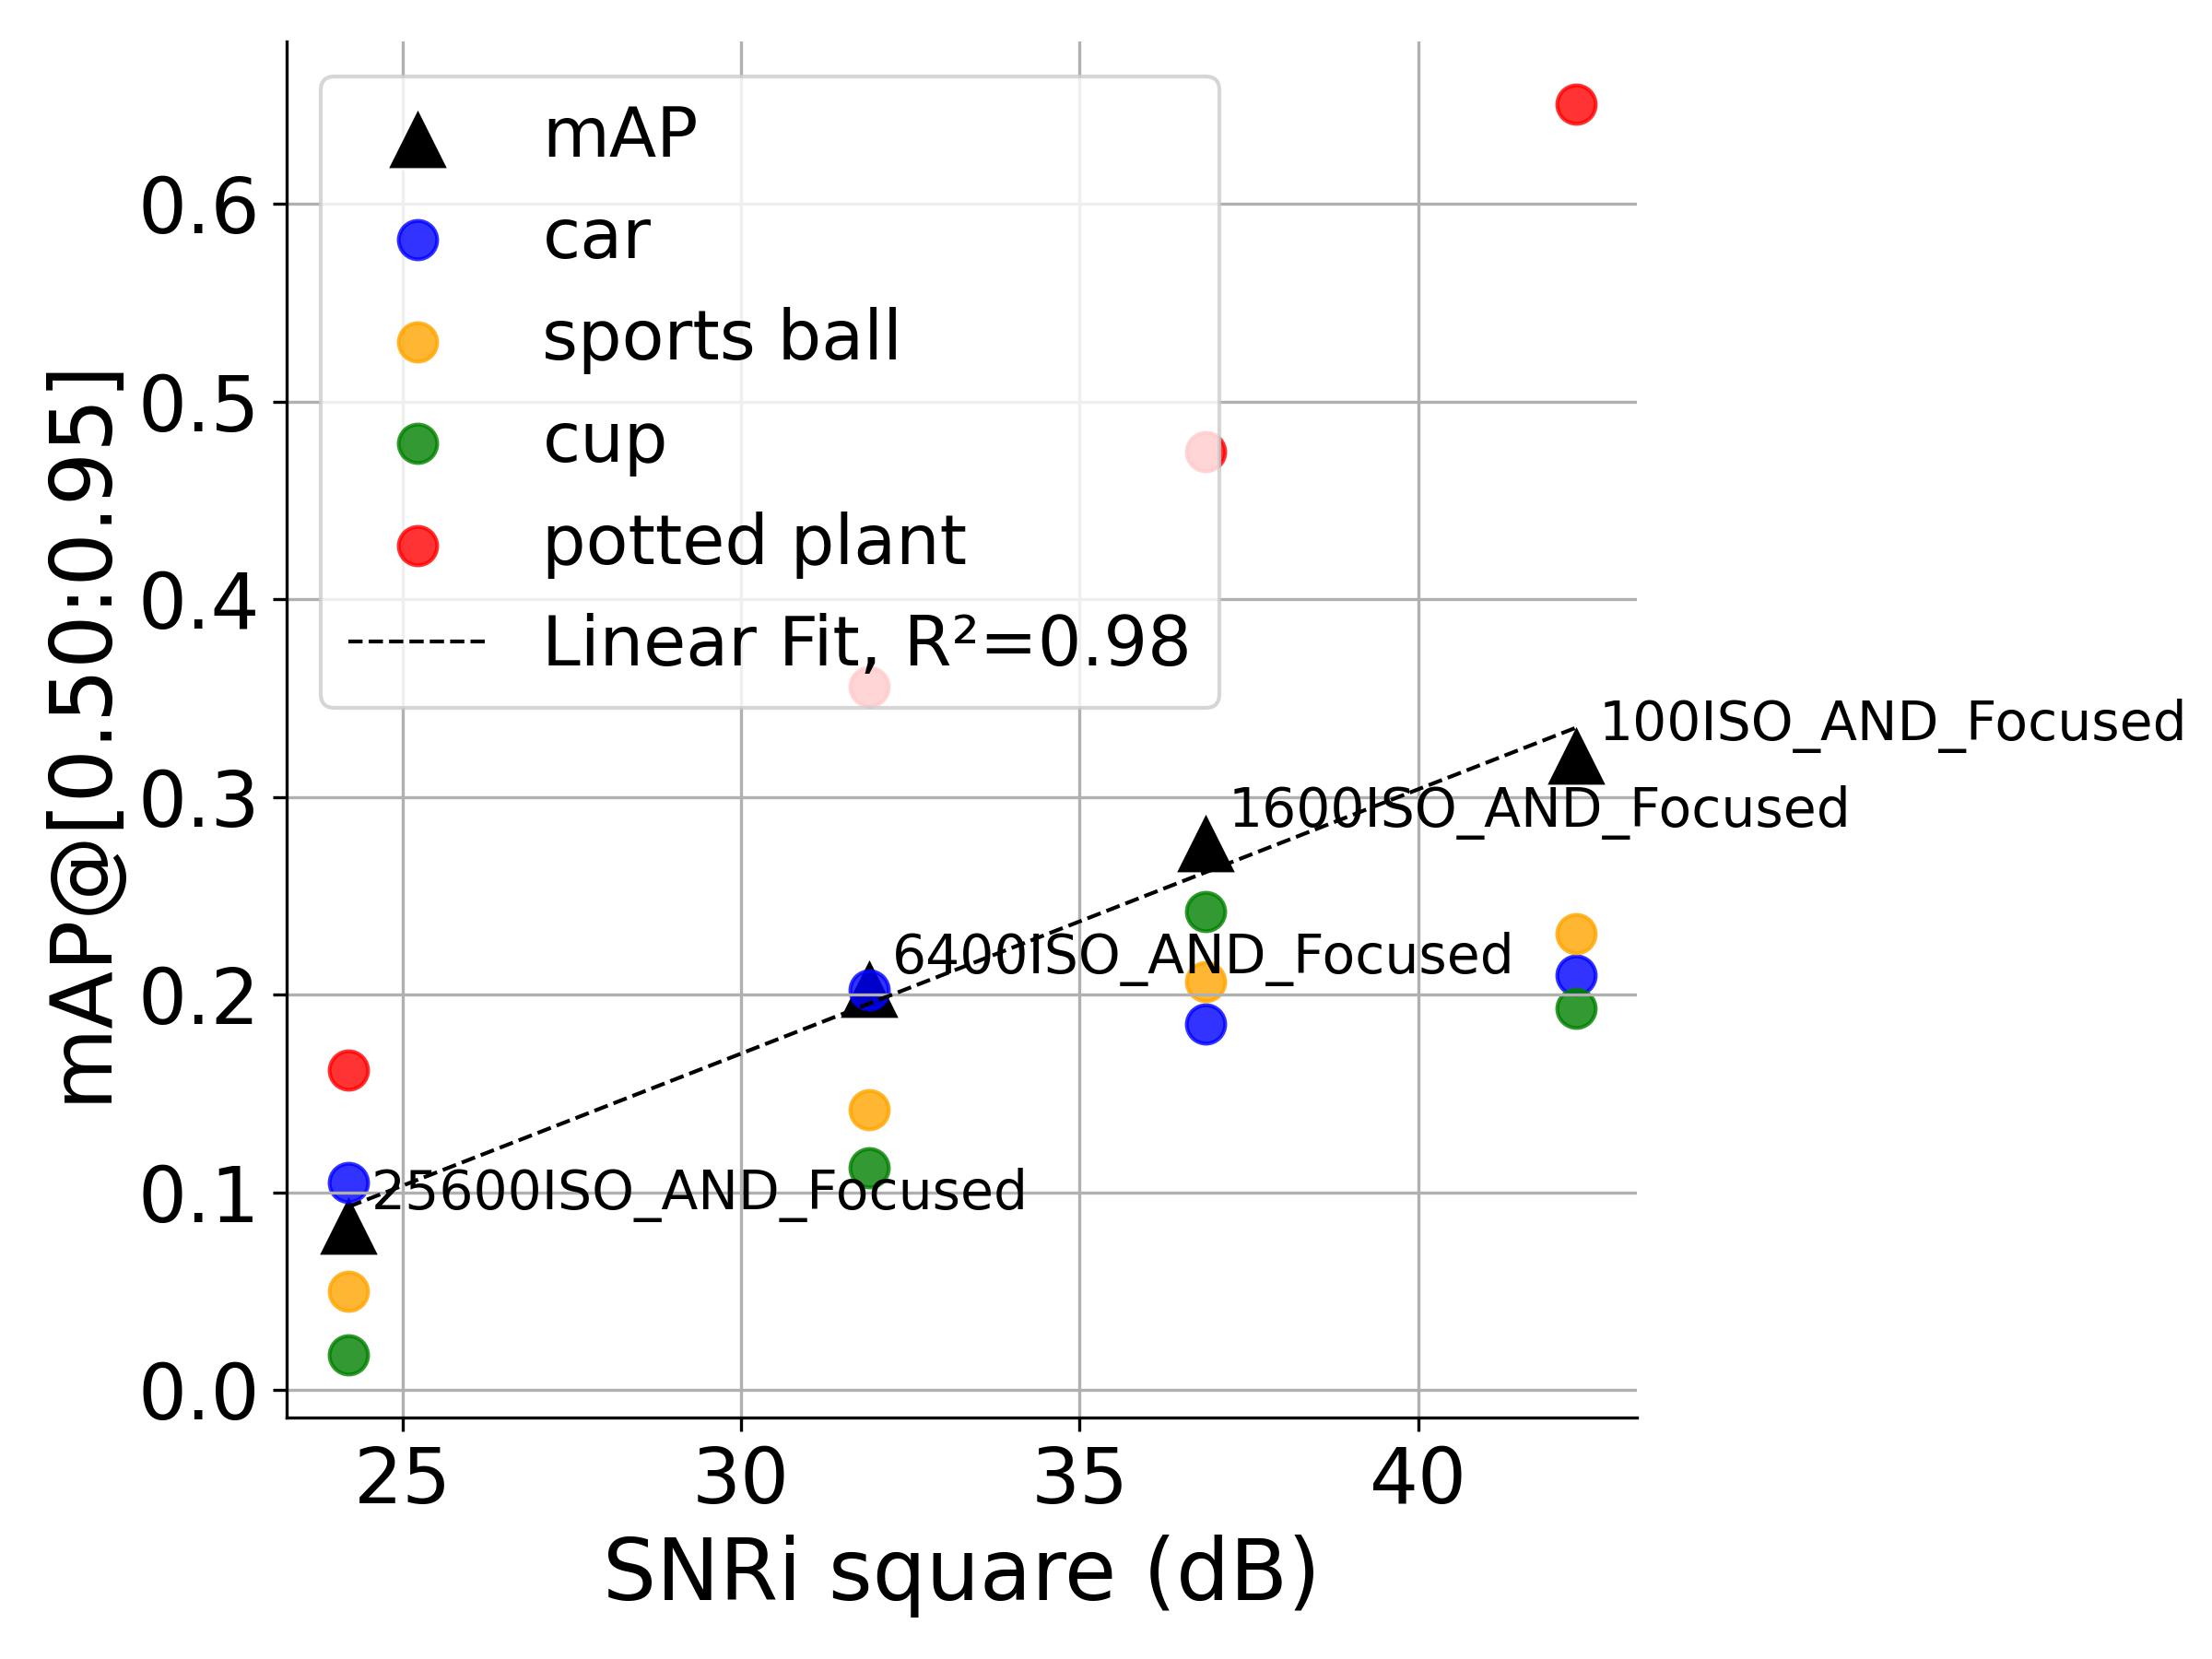 mAP
car
sports ball
cup
potted plant
Linear Fit, R²=0.98
100ISO_AND_Focused
1600ISO_AND_Focused
6400ISO_AND_Focused
25600ISO_AND_Focused
mAP@[0.50:0.95]
0.6
0.5
0.4
0.3
0.2
0.1
0.0
25 30 35 40
SNRi square (dB)